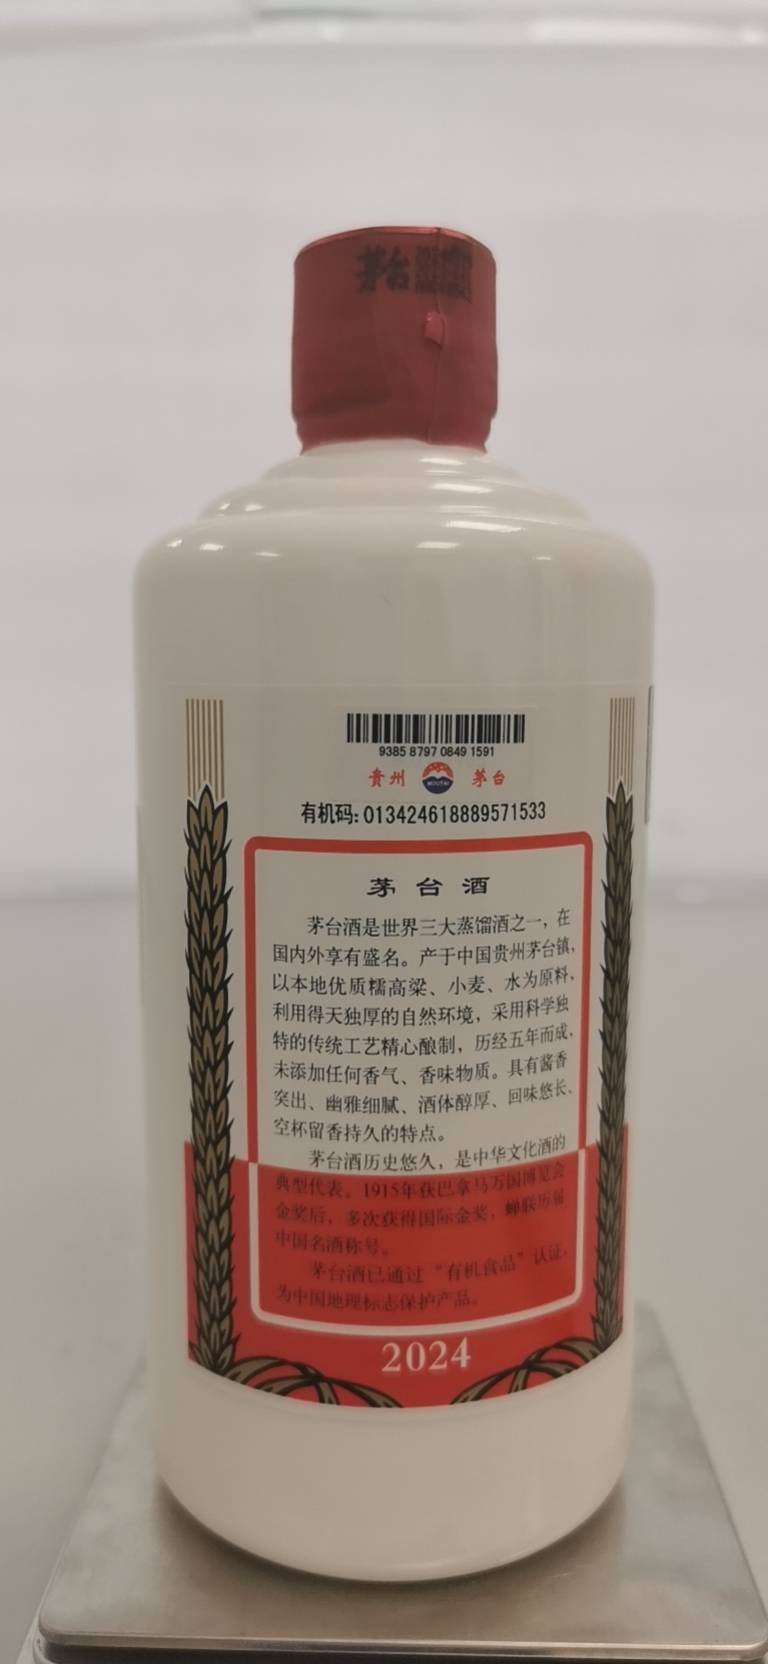 茅台
9385 8797 0849 1591
贵州 MOUTAI 茅台
有机码:013424618889571533
茅台酒
茅台酒是世界三大蒸馏酒之一，在
国内外享有盛名。产于中国贵州茅台镇，
以本地优质糯高粱、小麦、水为原料，
利用得天独厚的自然环境，采用科学独
特的传统工艺精心酿制，历经五年而成，
未添加任何香气、香味物质。具有酱香
突出、幽雅细腻、酒体醇厚、回味悠长、
空杯留香持久的特点。
茅台酒历史悠久，是中华文化酒的
典型代表。1915年获巴拿马万国博览会
金奖后，多次获得国际金奖，蝉联历届
中国名酒称号。
茅台酒已通过“有机食品”认证，
为中国地理标志保护产品。
2024